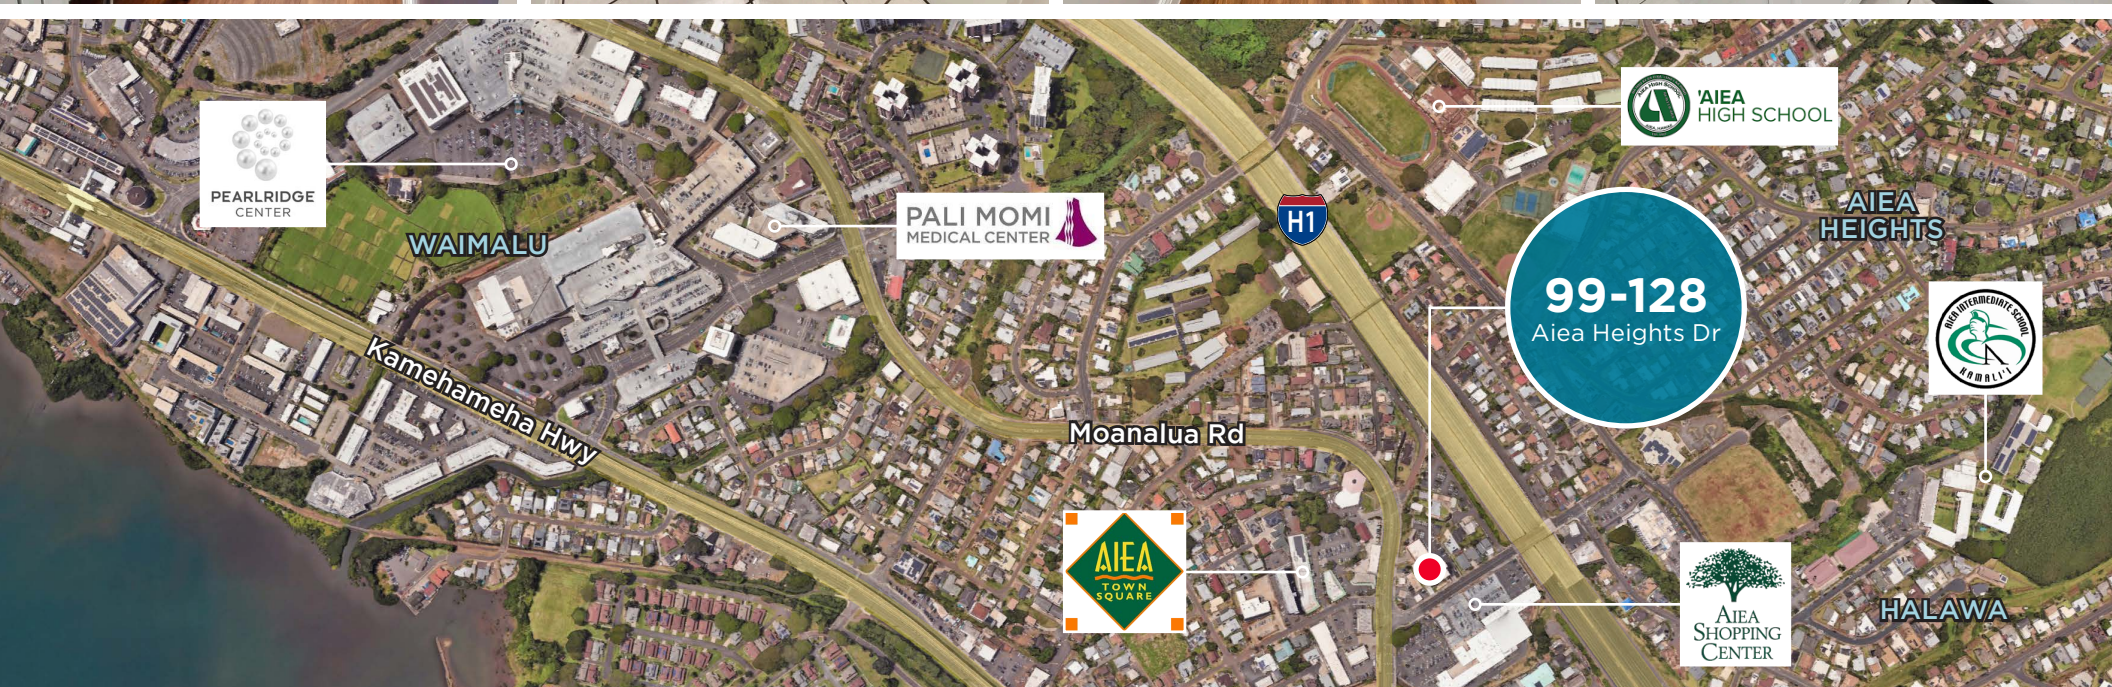 PEARLRIDGE
CENTER
WAIMALU
PALI MOMI
MEDICAL CENTER
H1
'AIEA
HIGH SCHOOL
AIEA
HEIGHTS
99-128
Aiea Heights Dr
AIEA INTERMEDIATE SCHOOL
KAMALI'I
Kamehameha Hwy
Moanalua Rd
AIEA
TOWN
SQUARE
AIEA
SHOPPING
CENTER
HALAWA